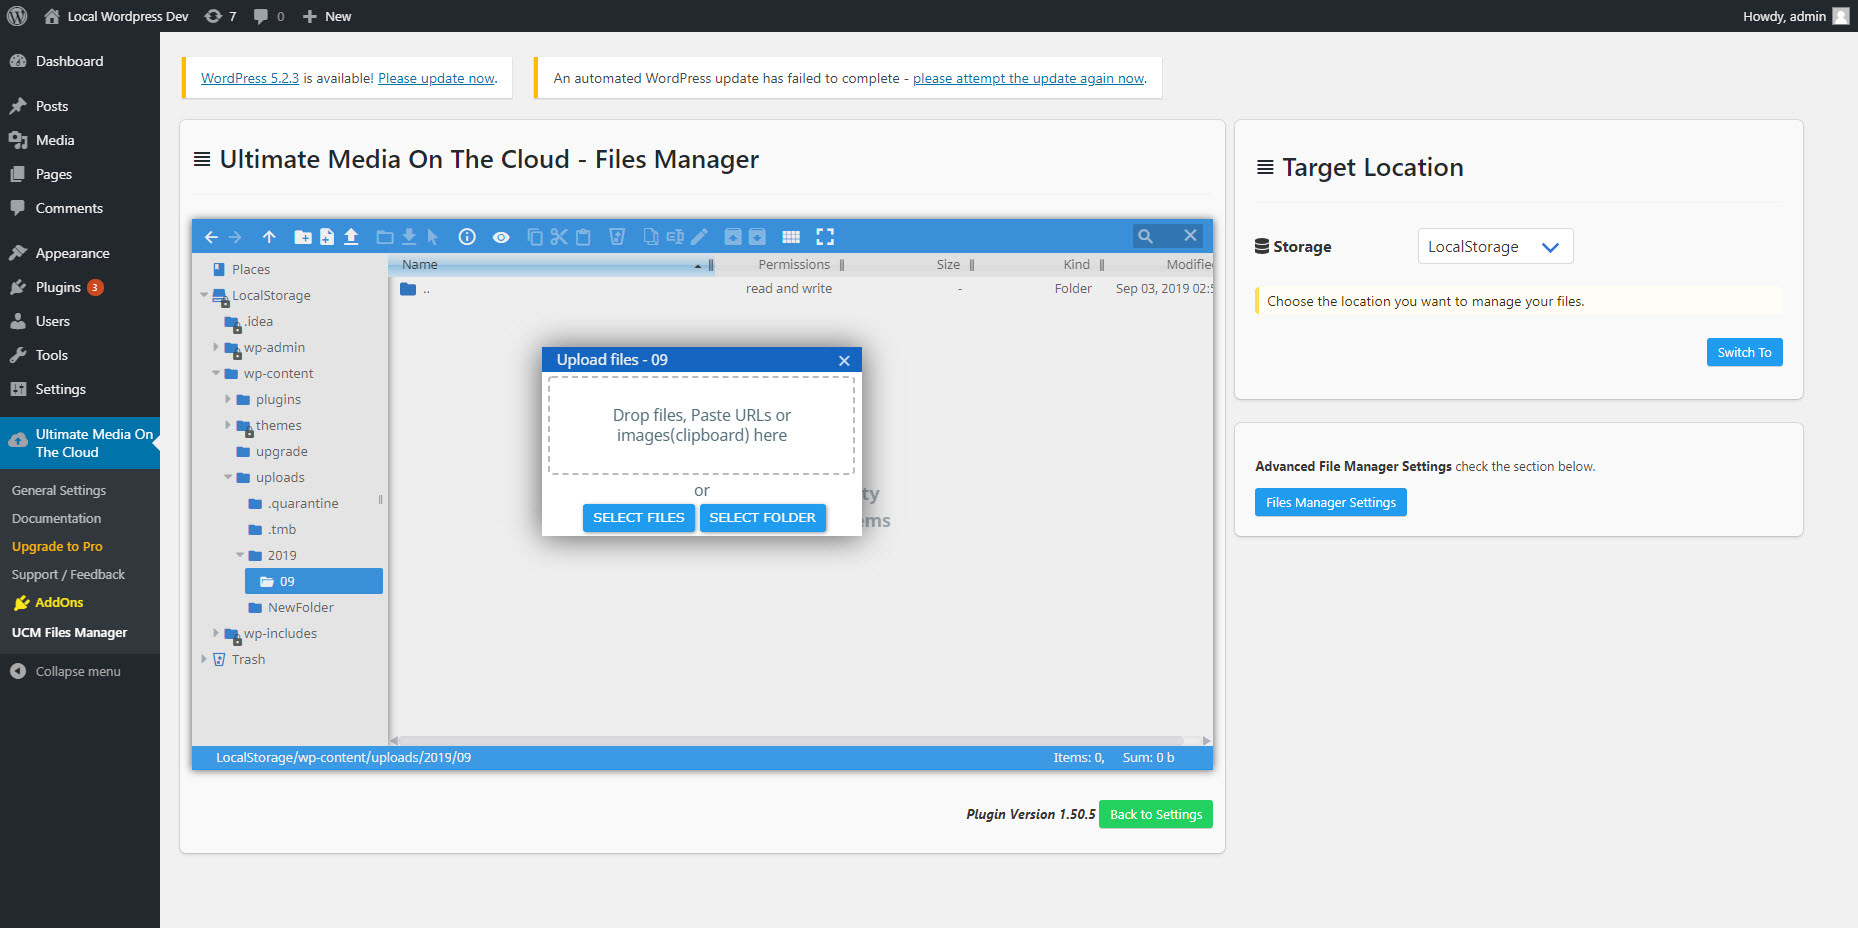 Local Wordpress Dev
7
0
New
Howdy, admin
Dashboard
Posts
Media
Pages
Comments
Appearance
Plugins 3
Users
Tools
Settings
Ultimate Media On
The Cloud
General Settings
Documentation
Upgrade to Pro
Support / Feedback
AddOns
UCM Files Manager
Collapse menu
WordPress 5.2.3 is available! Please update now.
An automated WordPress update has failed to complete - please attempt the update again now.
Ultimate Media On The Cloud - Files Manager
Places
LocalStorage
.idea
wp-admin
wp-content
plugins
themes
upgrade
uploads
.quarantine
.tmb
2019
09
NewFolder
wp-includes
Trash
Name Permissions Size Kind Modifie
.. read and write - Folder Sep 03, 2019 02:5
Upload files - 09
Drop files, Paste URLs or
images(clipboard) here
or
SELECT FILES SELECT FOLDER
ty
ems
LocalStorage/wp-content/uploads/2019/09
Items: 0, Sum: 0 b
Plugin Version 1.50.5 Back to Settings
Target Location
Storage LocalStorage
Choose the location you want to manage your files.
Switch To
Advanced File Manager Settings check the section below.
Files Manager Settings